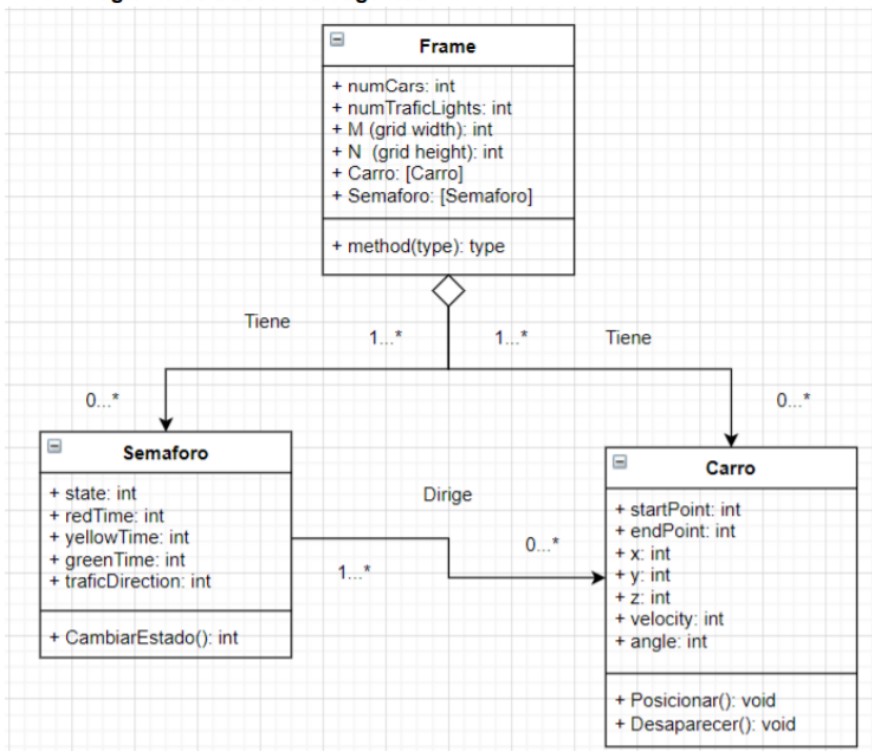 Frame
+ numCars: int
+ numTraficLights: int
+ M (grid width): int
+ N (grid height): int
+ Carro: [Carro]
+ Semaforo: [Semaforo]
+ method(type): type
Tiene
1...*
1...*
Tiene
0...*
0...*
Semaforo
+ state: int
+ redTime: int
+ yellowTime: int
+ greenTime: int
+ traficDirection: int
+ CambiarEstado(): int
Dirige
1...*
0...*
Carro
+ startPoint: int
+ endPoint: int
+ x: int
+ y: int
+ z: int
+ velocity: int
+ angle: int
+ Posicionar(): void
+ Desaparecer(): void